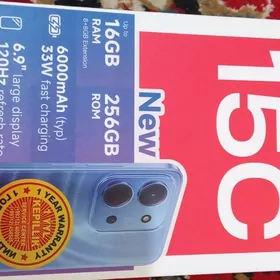 15C
New
Up to
16GB
RAM
8+8GB Extension
256GB
ROM
6000mAh (typ)
33W fast charging
6.9" large display
120Hz refresh rate
1 YEAR WARRANTY
KEPILLIK